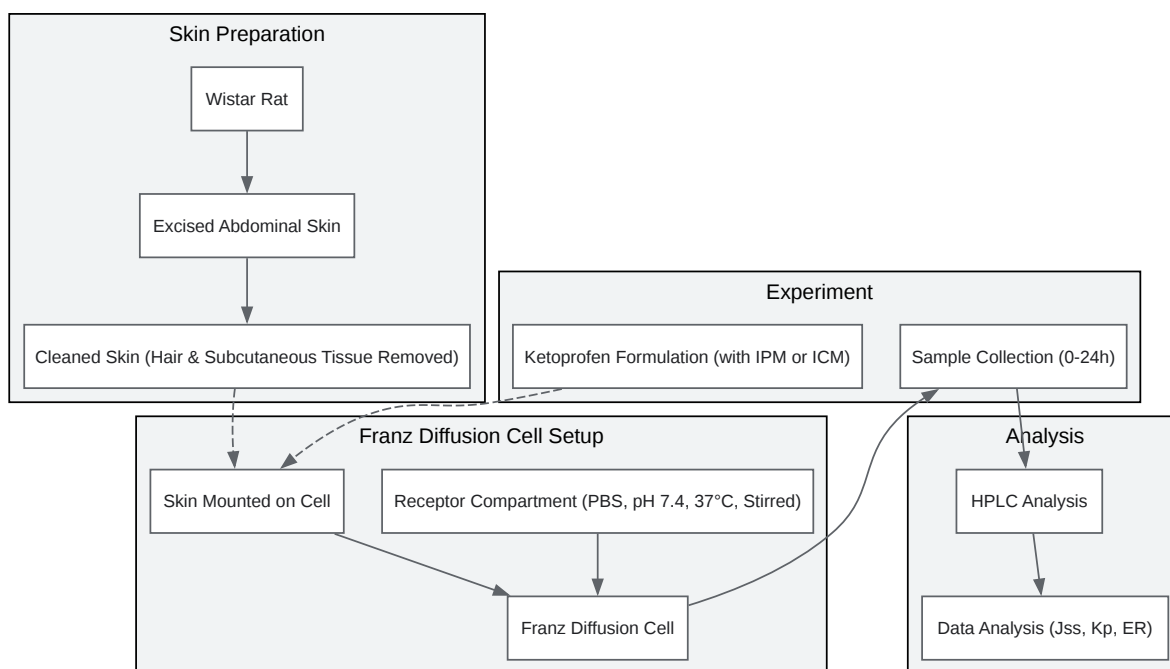 Skin Preparation
Wistar Rat
Excised Abdominal Skin
Cleaned Skin (Hair & Subcutaneous Tissue Removed)
Experiment
Ketoprofen Formulation (with IPM or ICM)
Sample Collection (0-24h)
Franz Diffusion Cell Setup
Skin Mounted on Cell
Receptor Compartment (PBS, pH 7.4, 37°C, Stirred)
Franz Diffusion Cell
Analysis
HPLC Analysis
Data Analysis (Jss, Kp, ER)